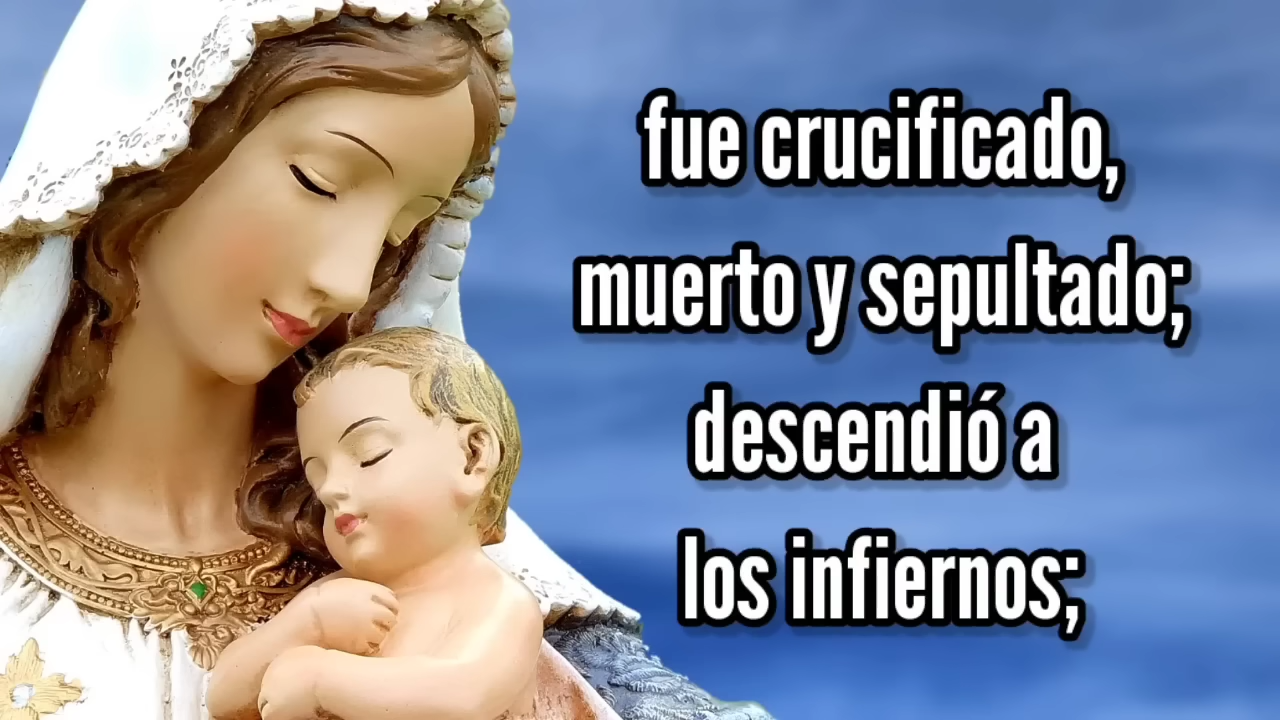 fue crucificado,
muerto y sepultado;
descendió a
los infiernos;